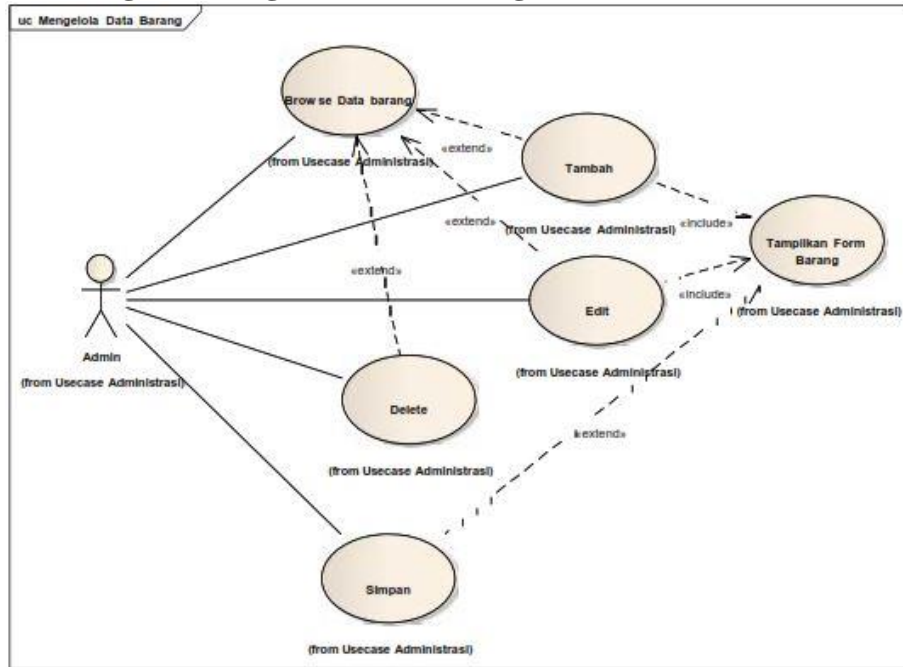 uc Mengelola Data Barang
Browse Data barang
(from Usecase Administrasi)
«extend»
Tambah
(from Usecase Administrasi)
«include»
Tampilkan Form
Barang
(from Usecase Administrasi)
«extend»
«include»
Edit
(from Usecase Administrasi)
«extend»
Admin
(from Usecase Administrasi)
Delete
(from Usecase Administrasi)
«extend»
Simpan
(from Usecase Administrasi)